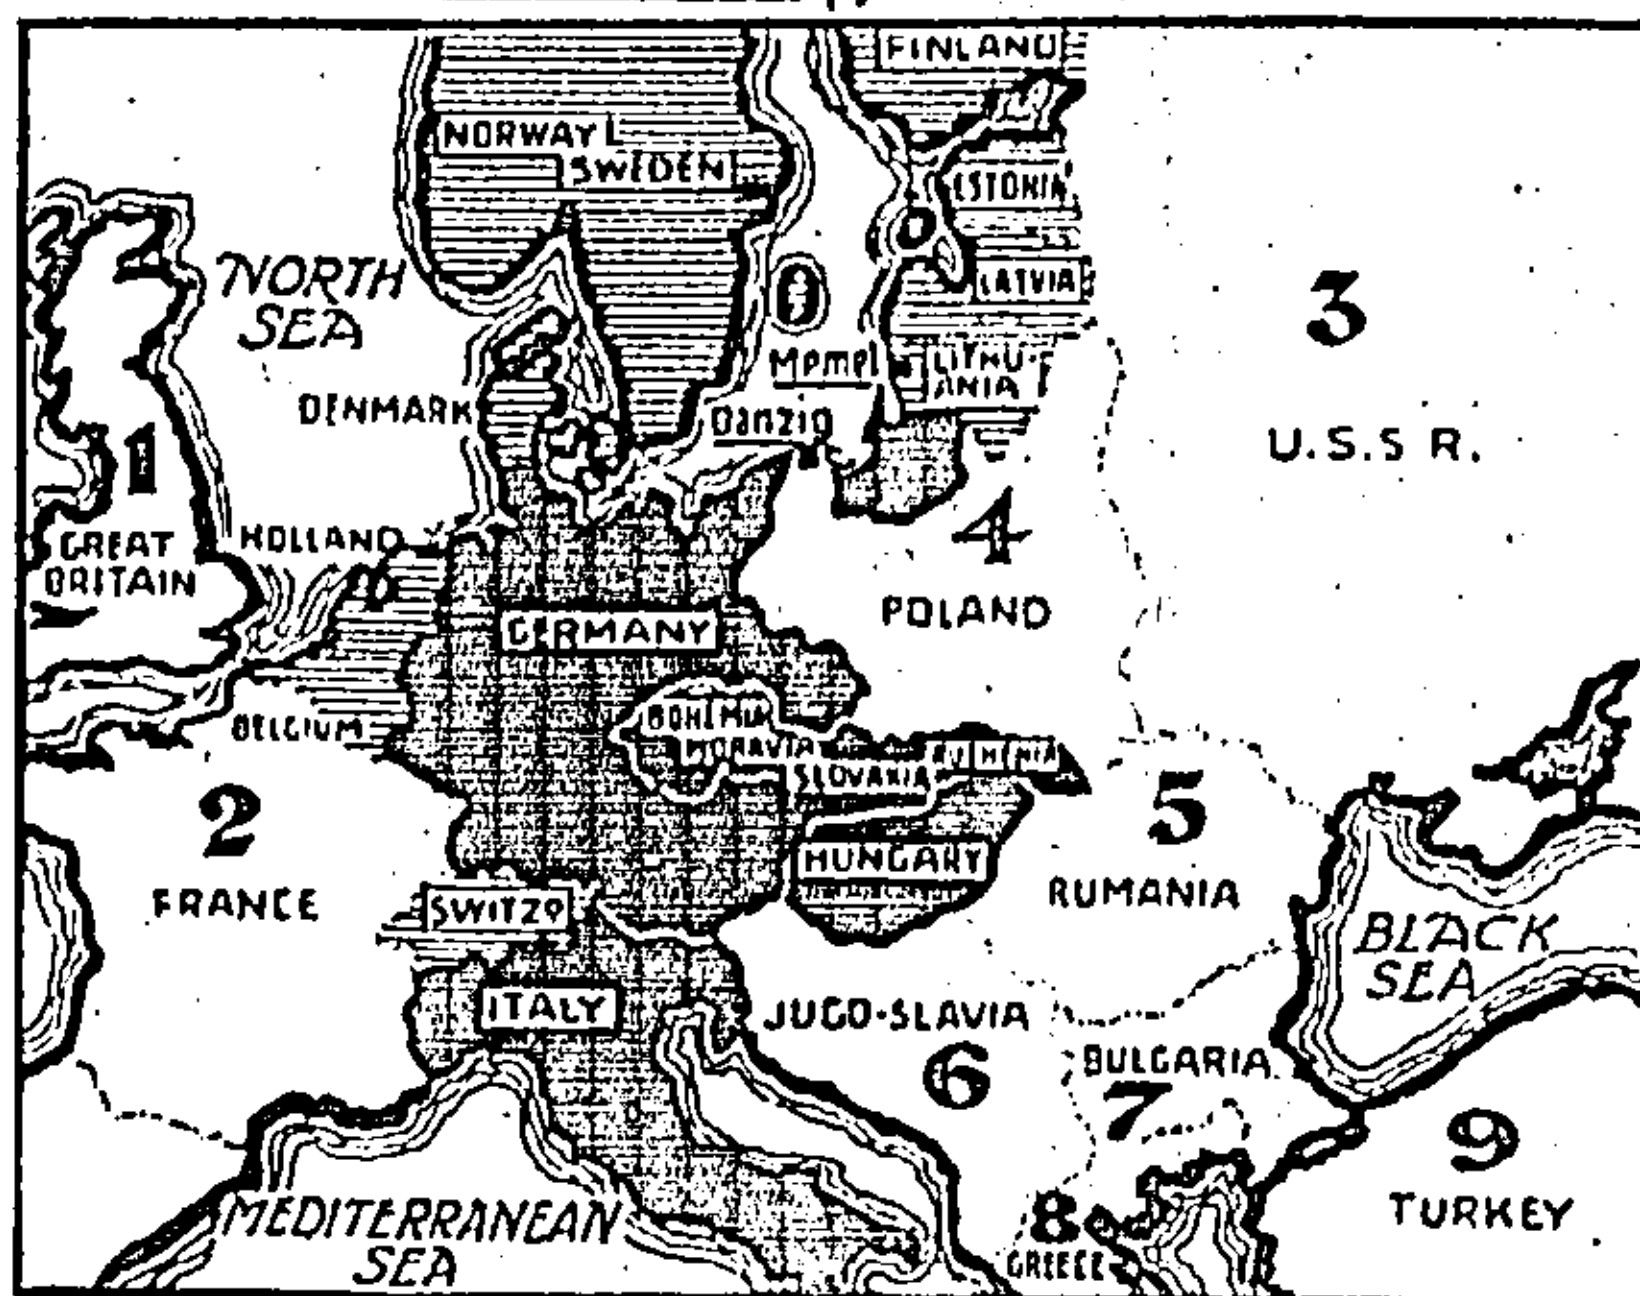 FINLAND
NORWAY
SWEDEN
ESTONIA
NORTH
SEA
LATVIA
0
3
Memel
LITHU-
ANIA
DENMARK
Danzig
1
U.S.S R.
4
GREAT
BRITAIN
HOLLAND
POLAND
GERMANY
BELGIUM
BOHEMIA
MORAVIA
SLOVAKIA
RUTHENIA
2
5
HUNGARY
FRANCE
SWITZD
RUMANIA
BLACK
SEA
ITALY
JUGO-SLAVIA
6
BULGARIA
7
9
MEDITERRANEAN
SEA
8
GREECE
TURKEY